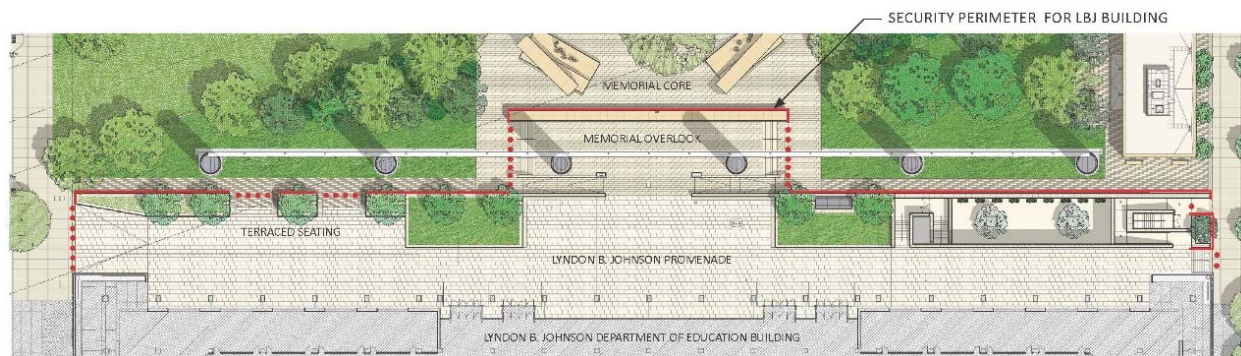 SECURITY PERIMETER FOR LBJ BUILDING
MEMORIAL CORE
MEMORIAL OVERLOOK
TERRACED SEATING
LYNDON B. JOHNSON PROMENADE
LYNDON B. JOHNSON DEPARTMENT OF EDUCATION BUILDING